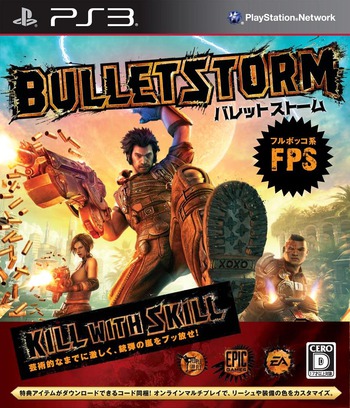 PS3
PlayStation®Network
BULLETSTORM
バレットストーム
フルボッコ系
FPS
XOXO
KILL WITH SKILL
芸術的なまでに激しく、銃弾の嵐をブッ放せ!
EPIC
GAMES
EA
CERO
D
特典アイテムがダウンロードできるコード同梱!オンラインマルチプレイで、リーシュや装備の色をカスタマイズ。